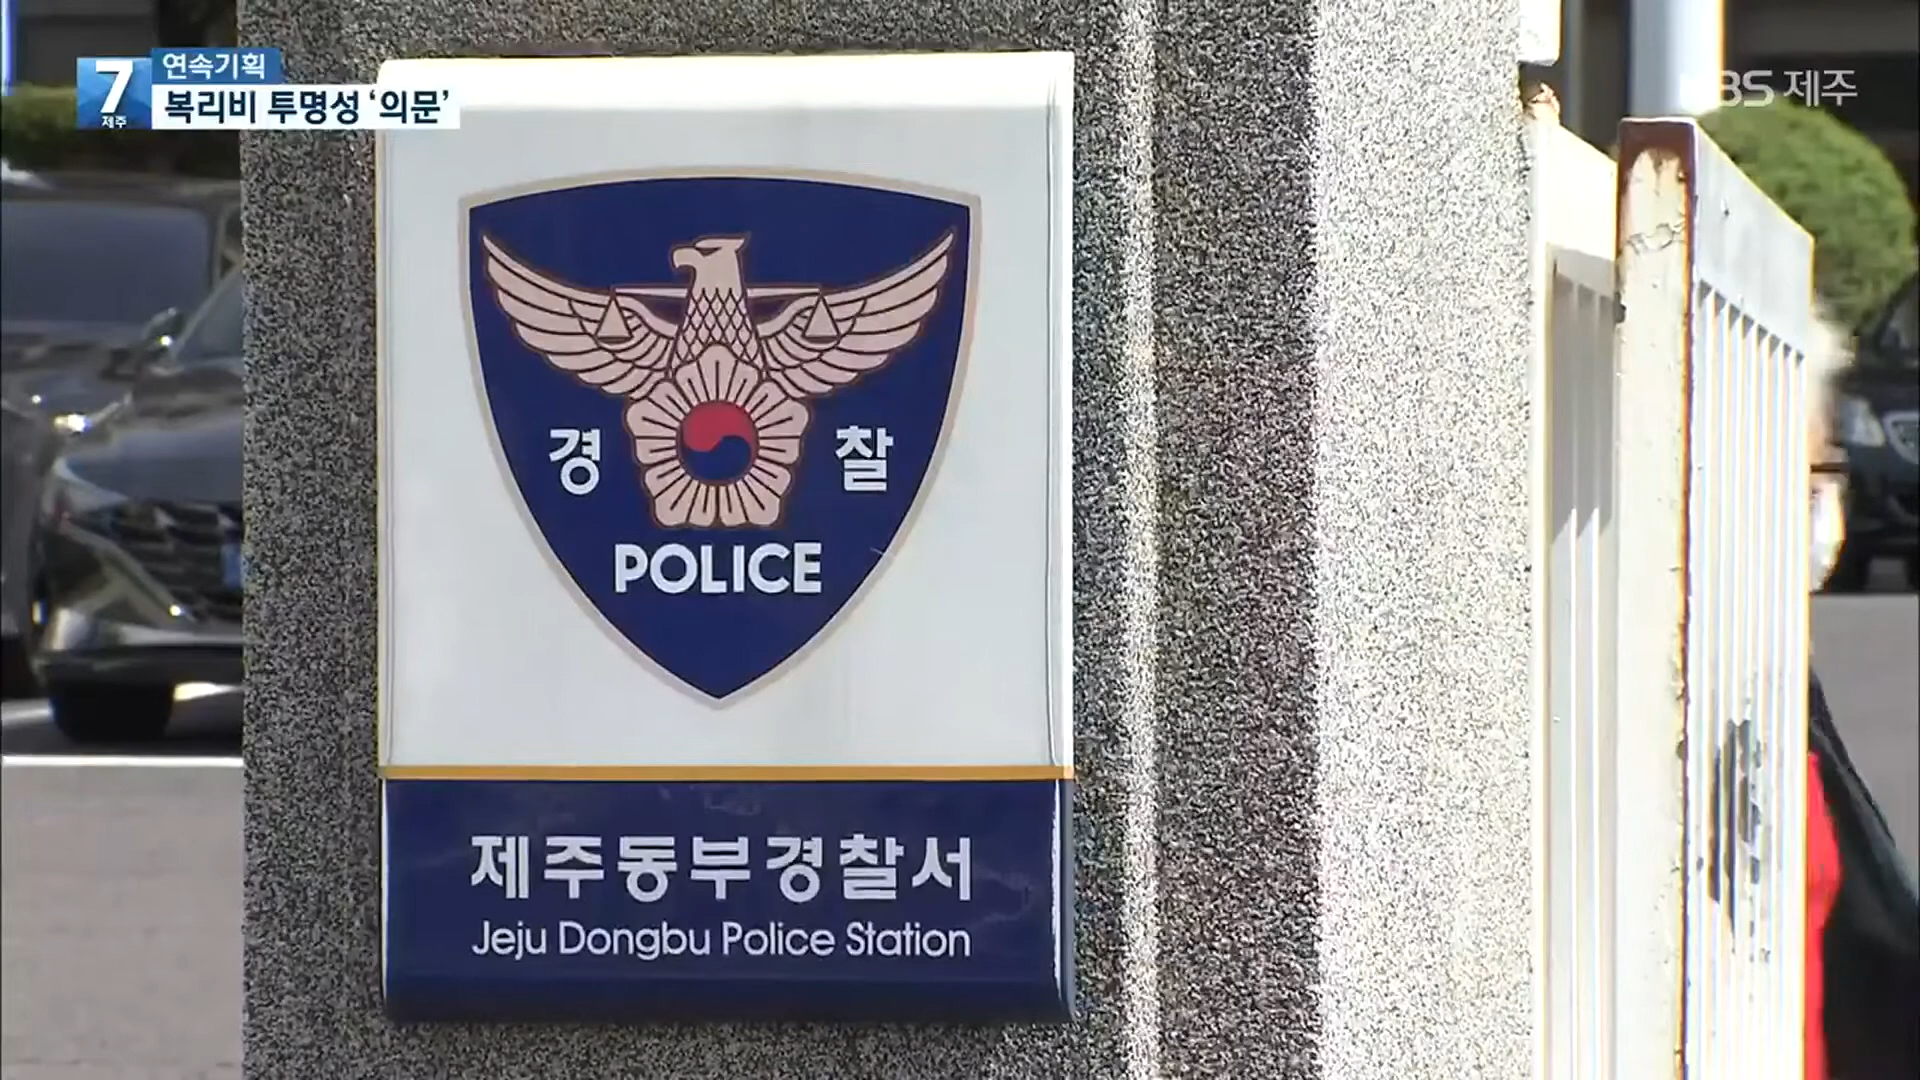 연속기획
7 제주
복리비 투명성 ‘의문’
KBS 제주
경 찰
POLICE
제주동부경찰서
Jeju Dongbu Police Station